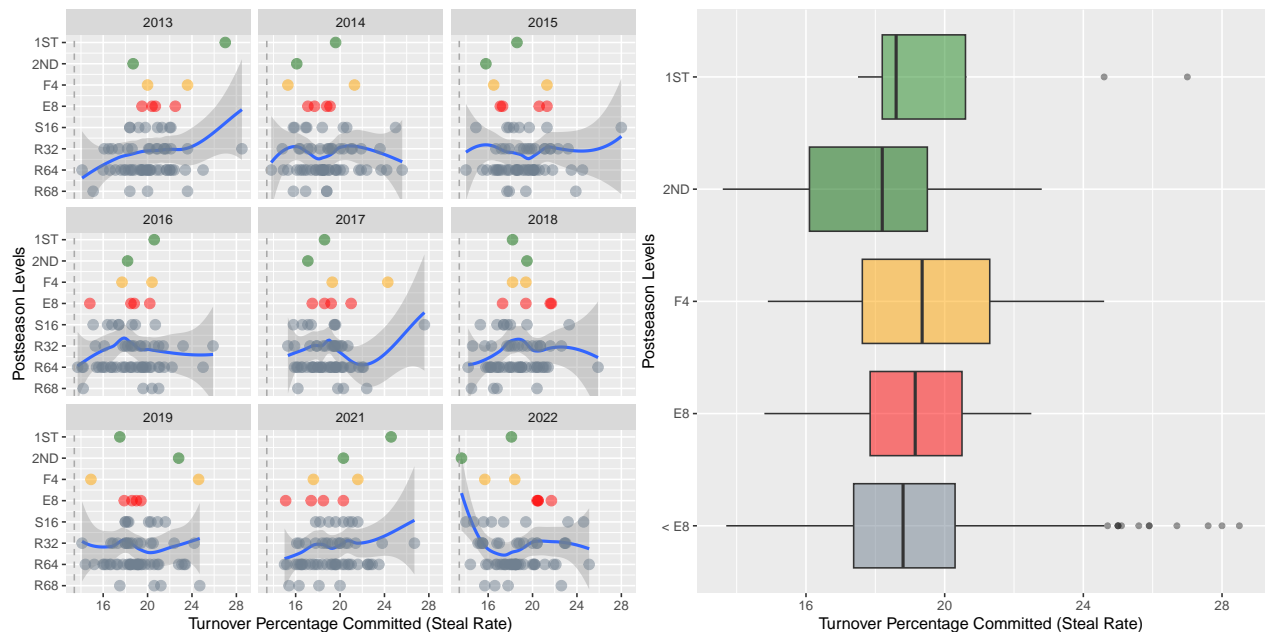 2013 2014 2015
1ST
2ND
F4
E8
S16
R32
R64
R68
2016 2017 2018
1ST
2ND
F4
E8
S16
R32
R64
R68
2019 2021 2022
1ST
2ND
F4
E8
S16
R32
R64
R68
16 20 24 28 16 20 24 28 16 20 24 28
Turnover Percentage Committed (Steal Rate)
Postseason Levels
1ST
2ND
F4
E8
< E8
16 20 24 28
Turnover Percentage Committed (Steal Rate)
Postseason Levels